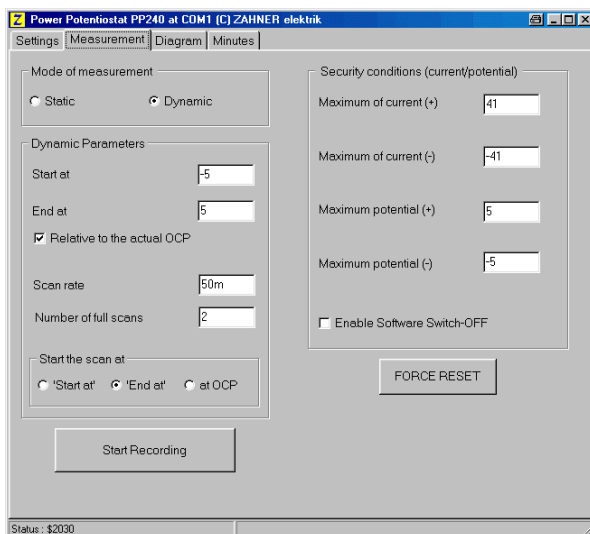 Power Potentiostat PP240 at COM1 (C) ZAHNER elektrik
Settings Measurement Diagram Minutes
Mode of measurement
Static Dynamic
Dynamic Parameters
Start at -5
End at 5
Relative to the actual OCP
Scan rate 50m
Number of full scans 2
Start the scan at
'Start at' 'End at' at OCP
Start Recording
Security conditions (current/potential)
Maximum of current (+) 41
Maximum of current (-) -41
Maximum potential (+) 5
Maximum potential (-) -5
Enable Software Switch-OFF
FORCE RESET
Status : $2030